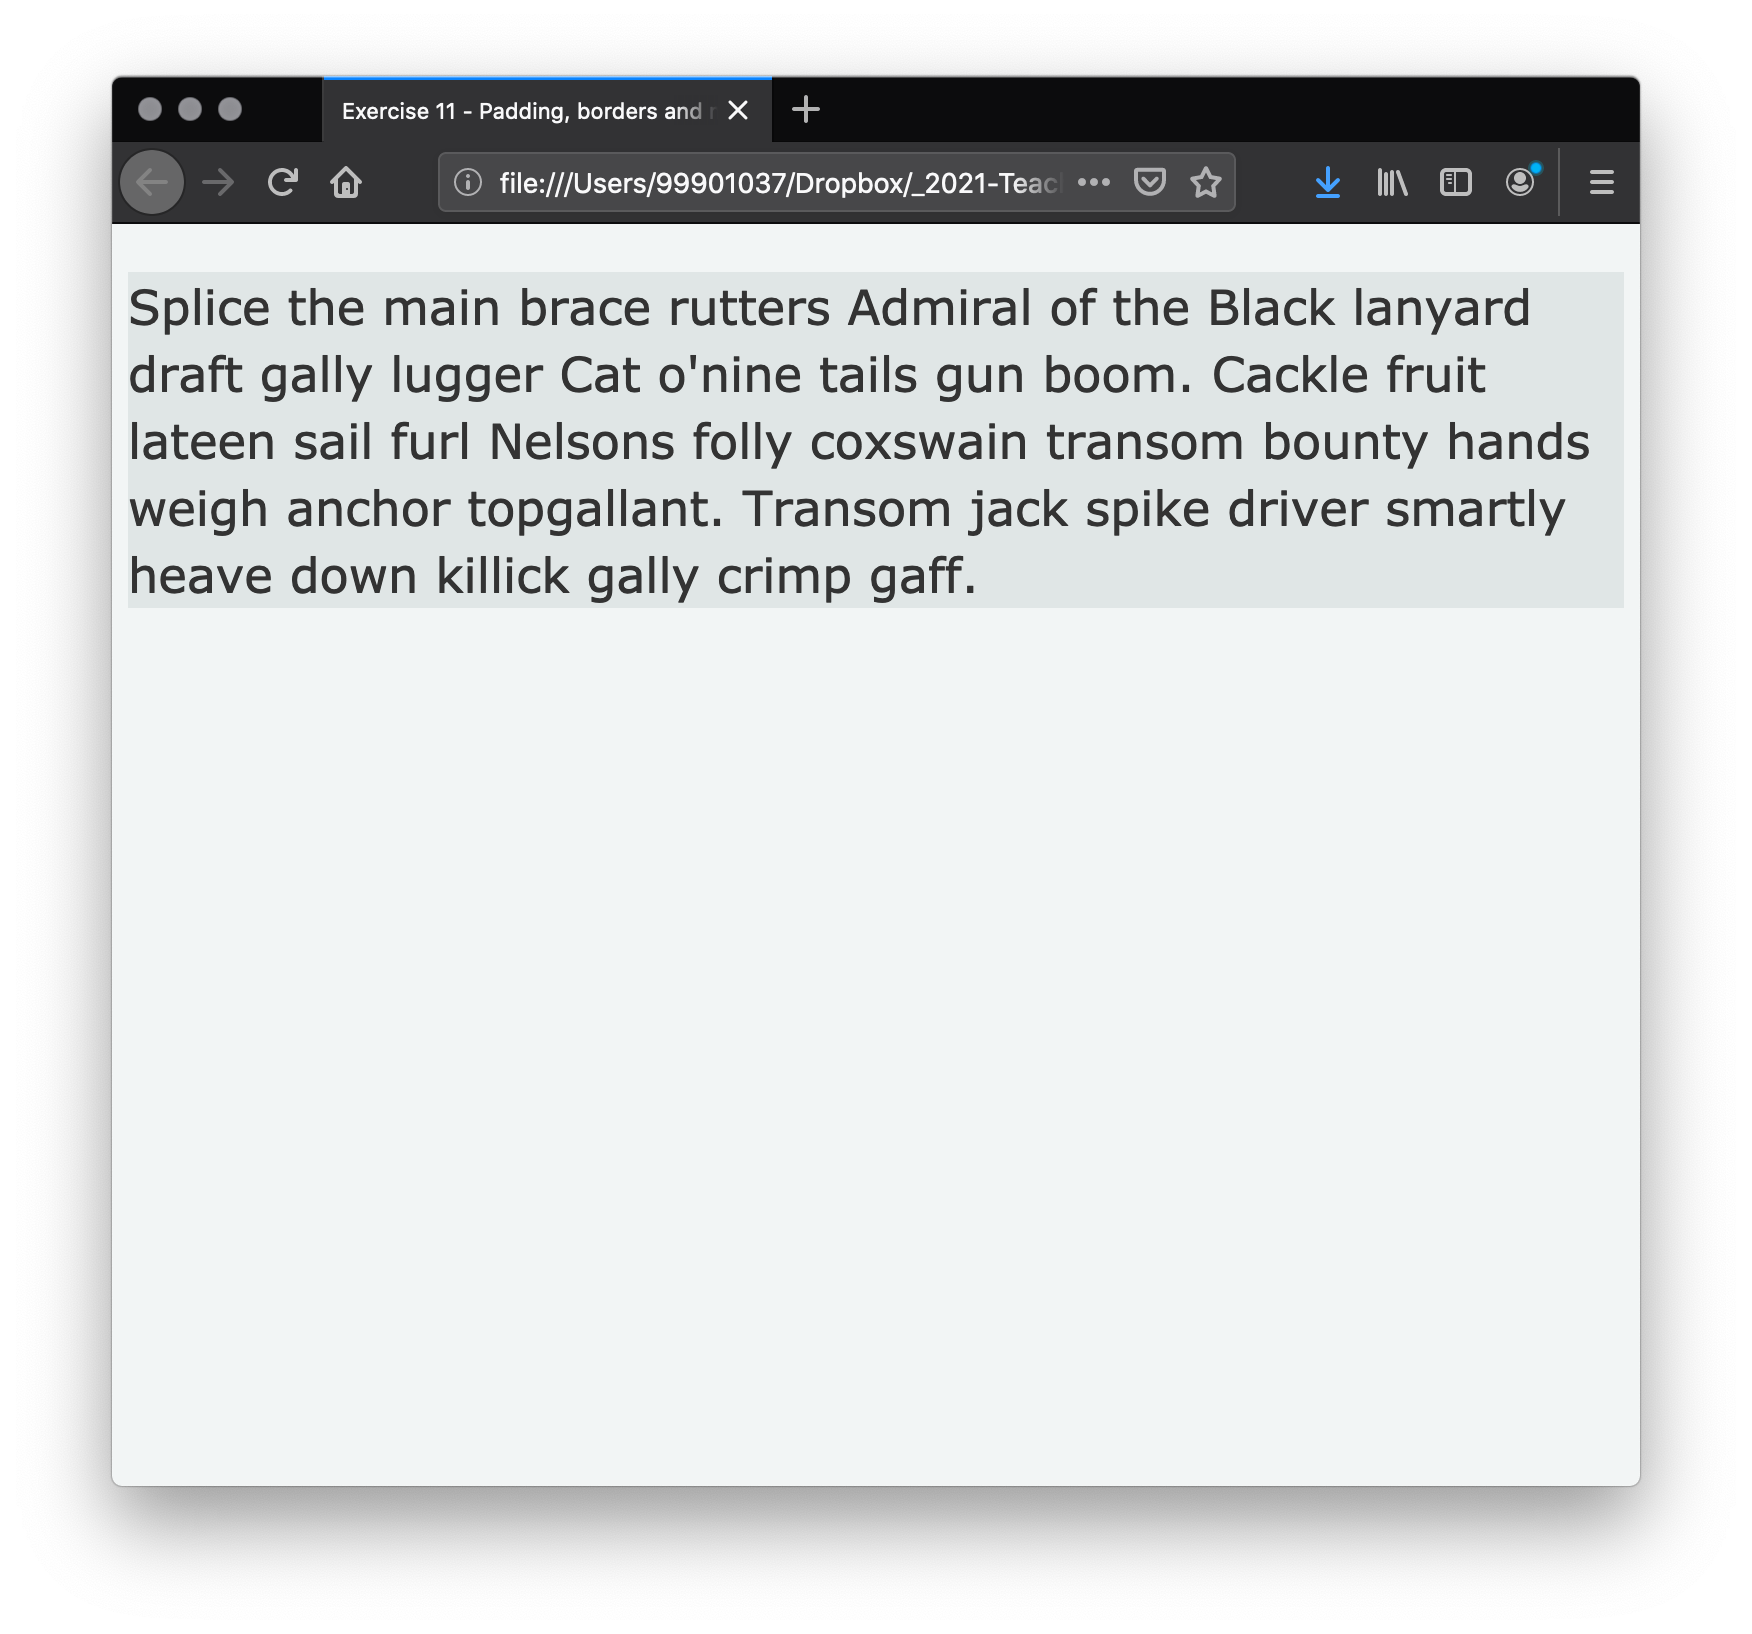 Exercise 11 - Padding, borders and
file:///Users/99901037/Dropbox/_2021-Teac
Splice the main brace rutters Admiral of the Black lanyard
draft gally lugger Cat o'nine tails gun boom. Cackle fruit
lateen sail furl Nelsons folly coxswain transom bounty hands
weigh anchor topgallant. Transom jack spike driver smartly
heave down killick gally crimp gaff.